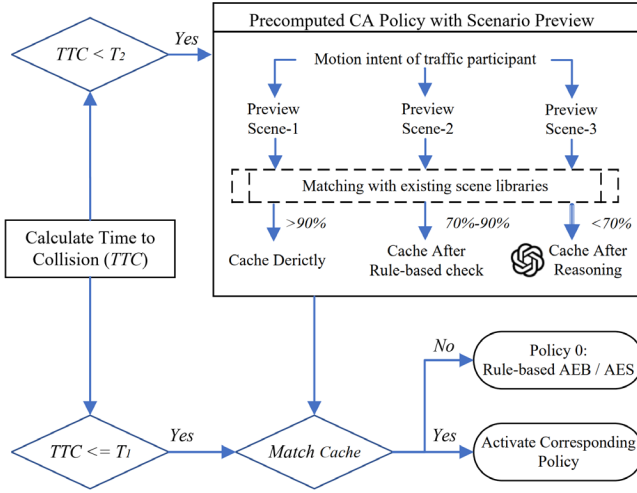 Precomputed CA Policy with Scenario Preview
TTC < T2
Yes
Motion intent of traffic participant
Preview
Scene-1
Preview
Scene-2
Preview
Scene-3
Matching with existing scene libraries
>90%
70%-90%
<70%
Cache Derictly
Cache After
Rule-based check
Cache After
Reasoning
Calculate Time to
Collision (TTC)
No
Policy 0:
Rule-based AEB / AES
TTC <= T1
Yes
Match Cache
Yes
Activate Corresponding
Policy